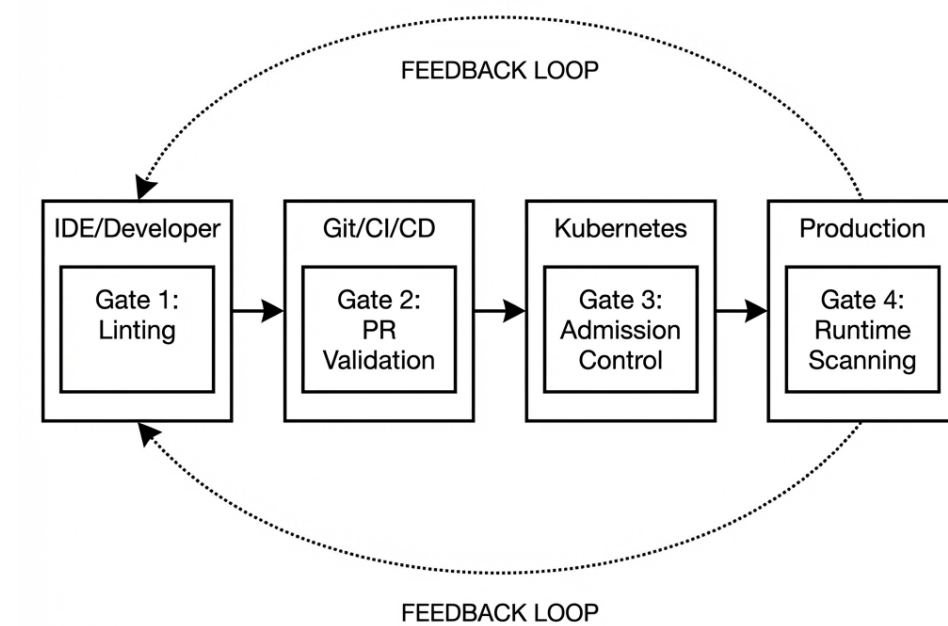 FEEDBACK LOOP
IDE/Developer
Gate 1:
Linting
Git/CI/CD
Gate 2:
PR
Validation
Kubernetes
Gate 3:
Admission
Control
Production
Gate 4:
Runtime
Scanning
FEEDBACK LOOP